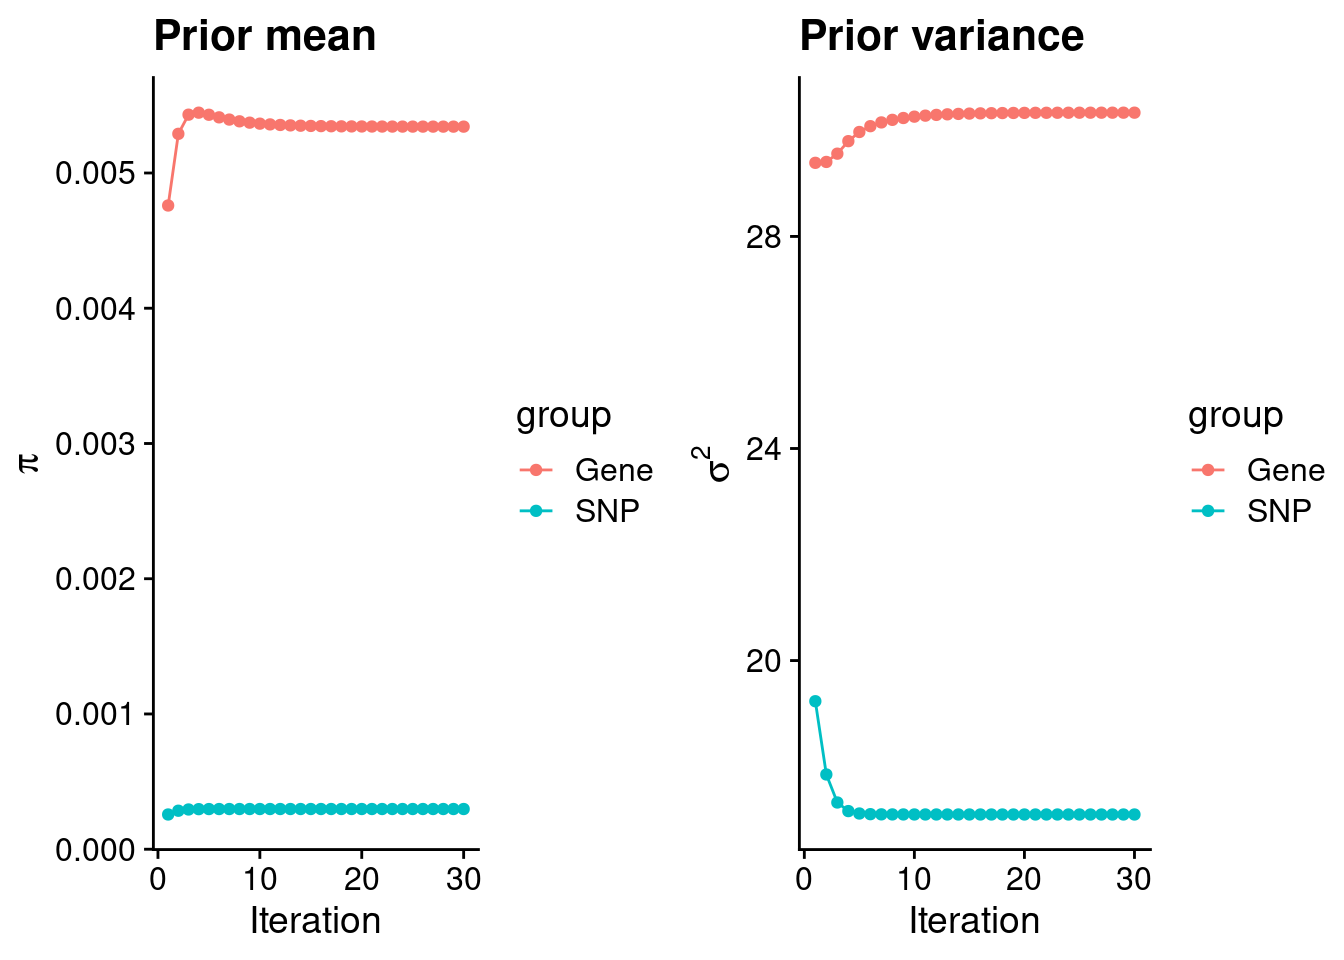 Prior mean
π
0.005
0.004
0.003
0.002
0.001
0.000
0
10
20
30
Iteration
group
Gene
SNP
Prior variance
σ²
28
24
20
0
10
20
30
Iteration
group
Gene
SNP